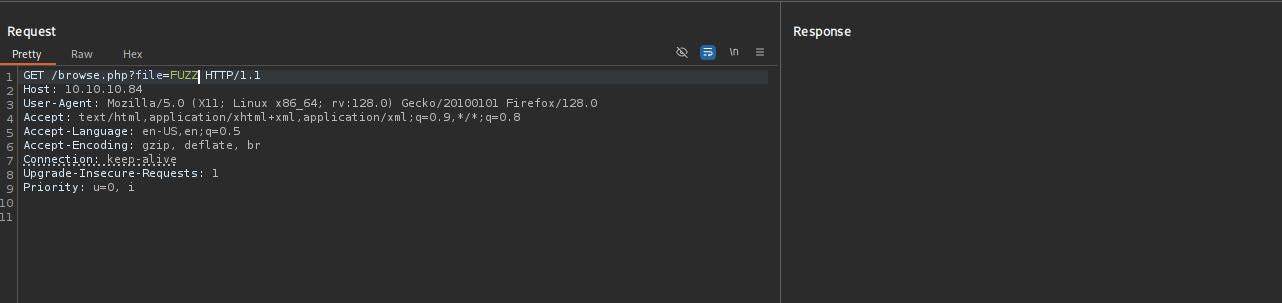 Request
Response
Pretty Raw Hex
\n
1 GET /browse.php?file=FUZZ HTTP/1.1
2 Host: 10.10.10.84
3 User-Agent: Mozilla/5.0 (X11; Linux x86_64; rv:128.0) Gecko/20100101 Firefox/128.0
4 Accept: text/html,application/xhtml+xml,application/xml;q=0.9,*/*;q=0.8
5 Accept-Language: en-US,en;q=0.5
6 Accept-Encoding: gzip, deflate, br
7 Connection: keep-alive
8 Upgrade-Insecure-Requests: 1
9 Priority: u=0, i
10
11